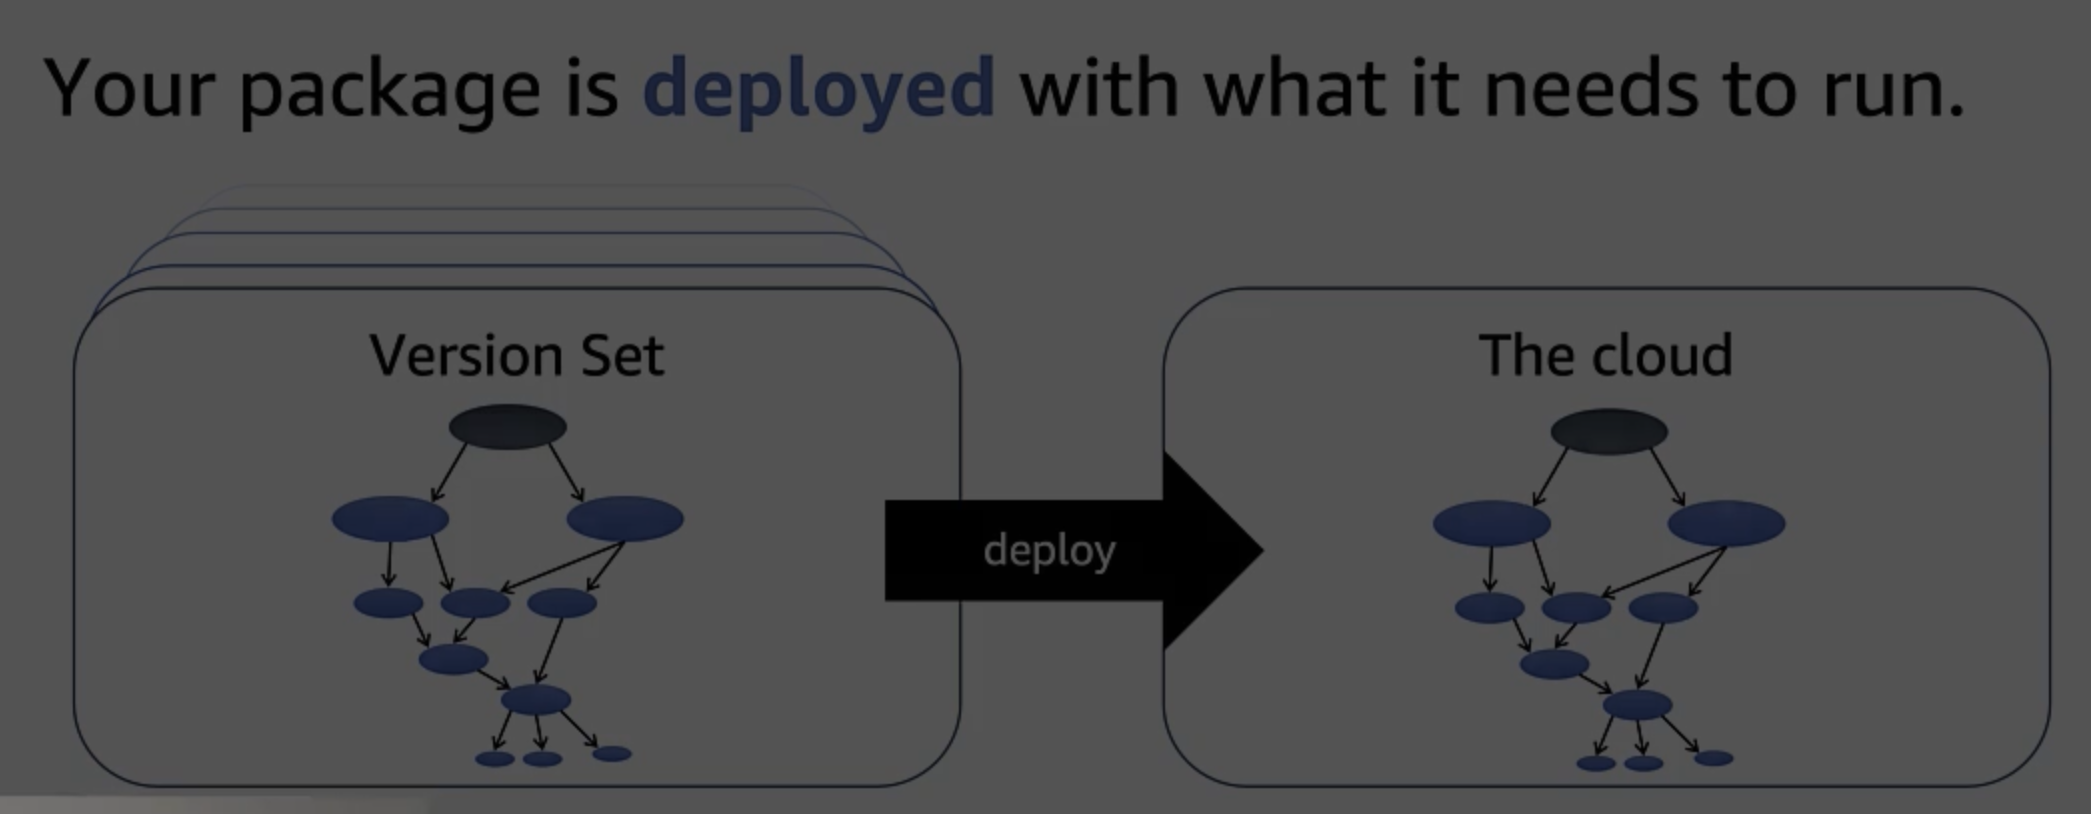 Your package is deployed with what it needs to run.
Version Set
The cloud
deploy